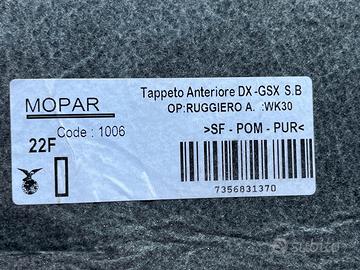 MOPAR
Code : 1006
22F
Tappeto Anteriore DX -GSX S.B
OP:RUGGIERO A. :WK30
>SF - POM - PUR<
7356831370
subito